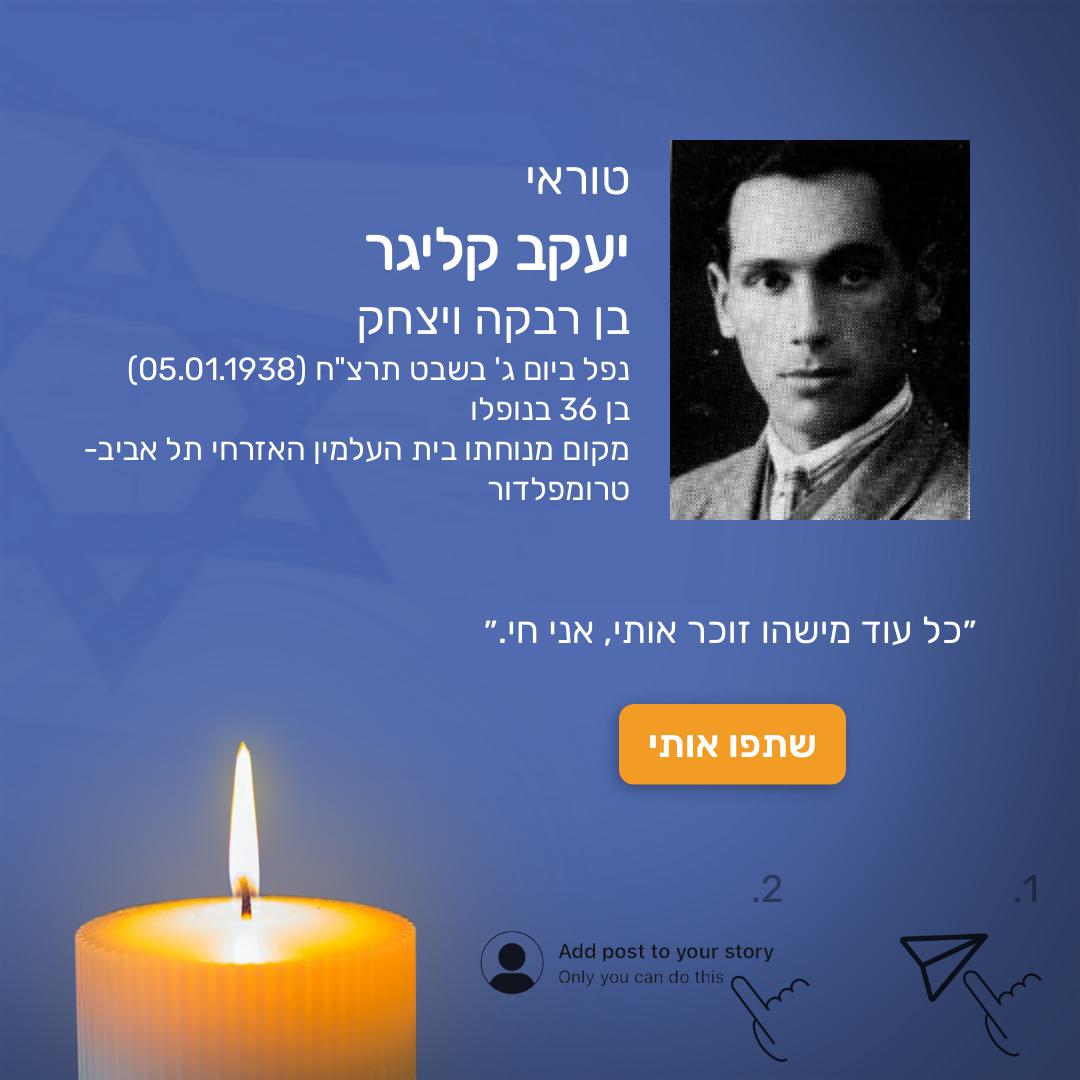 טוראי
יעקב קליגר
בן רבקה ויצחק
נפל ביום ג' בשבט תרצ"ח (05.01.1938)
בן 36 בנופלו
מקום מנוחתו בית העלמין האזרחי תל אביב-
טרומפלדור
״כל עוד מישהו זוכר אותי, אני חי.״
שתפו אותי
.1
.2
Add post to your story
Only you can do this